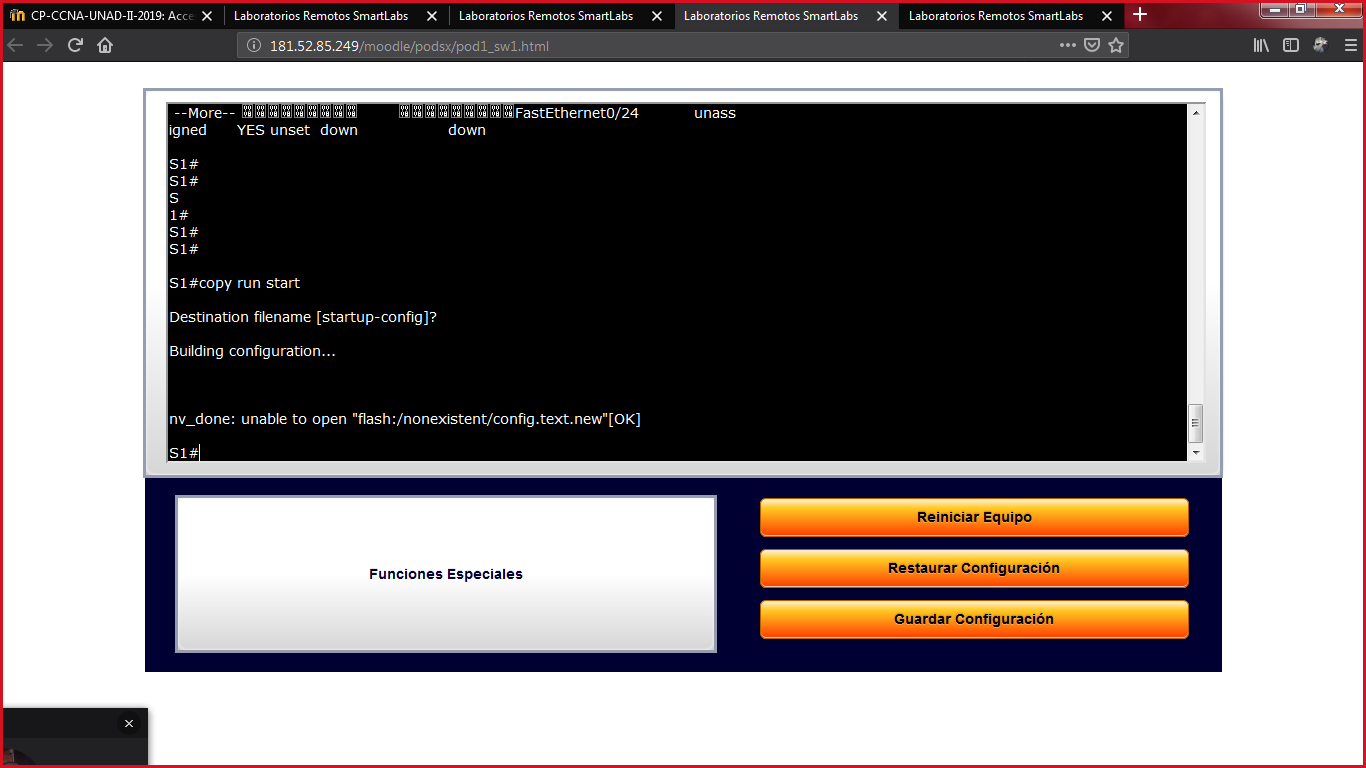 CP-CCNA-UNAD-II-2019: Acce
Laboratorios Remotos SmartLabs
Laboratorios Remotos SmartLabs
Laboratorios Remotos SmartLabs
Laboratorios Remotos SmartLabs
181.52.85.249/moodle/podsx/pod1_sw1.html
--More-- FastEthernet0/24 unass
igned YES unset down down
S1#
S1#
S
1#
S1#
S1#
S1#copy run start
Destination filename [startup-config]?
Building configuration...
nv_done: unable to open "flash:/nonexistent/config.text.new"[OK]
S1#
Funciones Especiales
Reiniciar Equipo
Restaurar Configuración
Guardar Configuración